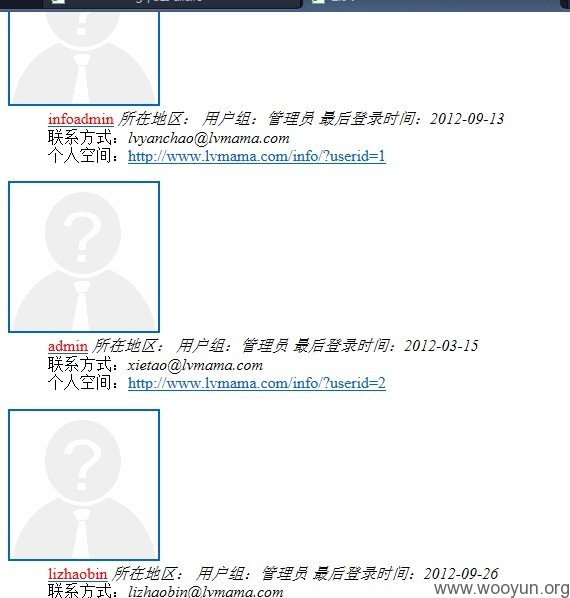 infoadmin 所在地区： 用户组：管理员 最后登录时间：2012-09-13
联系方式：lvyanchao@lvmama.com
个人空间：http://www.lvmama.com/info/?userid=1
admin 所在地区： 用户组：管理员 最后登录时间：2012-03-15
联系方式：xietao@lvmama.com
个人空间：http://www.lvmama.com/info/?userid=2
lizhaobin 所在地区： 用户组：管理员 最后登录时间：2012-09-26
联系方式：lizhaobin@lvmama.com
www.wooyun.org